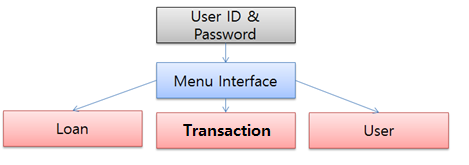 User ID &
Password
Menu Interface
Loan
Transaction
User